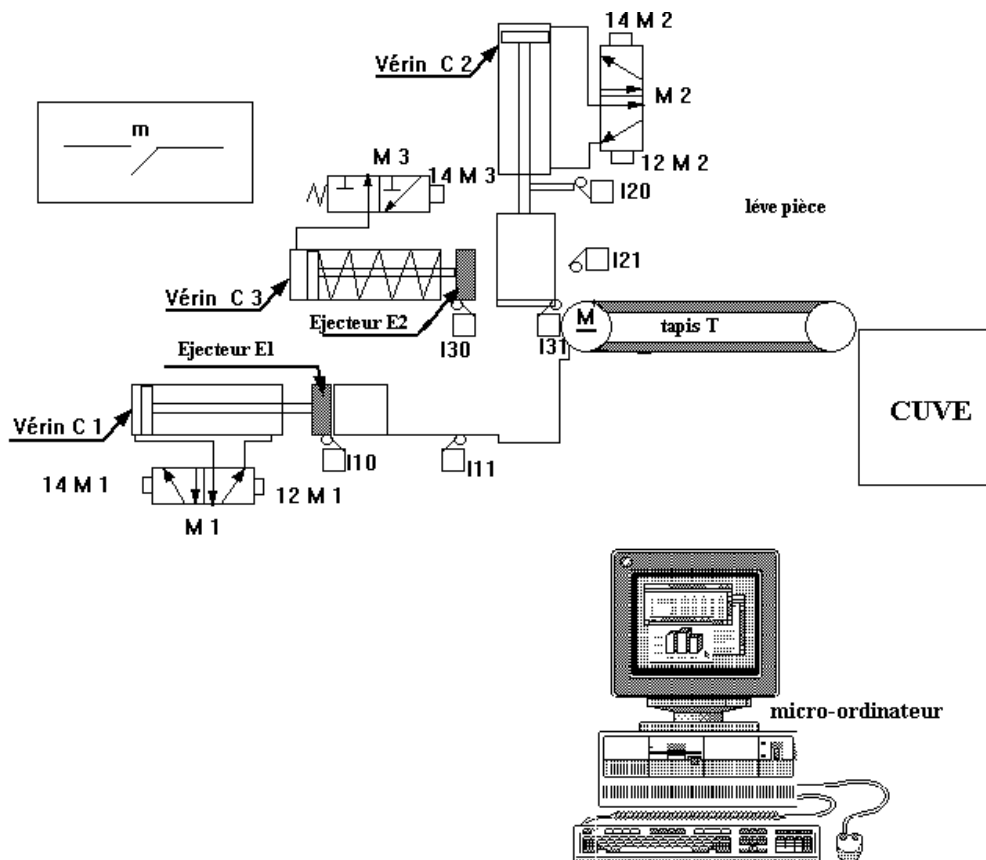 14 M 2
Vérin C 2
M 2
m
M 3
14 M 3
12 M 2
I20
léve pièce
I21
Vérin C 3
Ejecteur E2
I30
I31
M
tapis T
Ejecteur E1
CUVE
Vérin C 1
I10
I11
14 M 1
12 M 1
M 1
micro-ordinateur